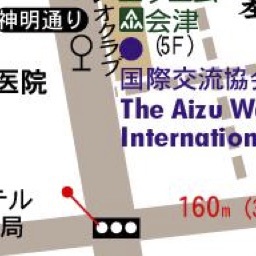 神明通り
会津
(5F)
オクラブ
医院
国際交流協会
The Aizu W
Internation
テル
局
160m (3